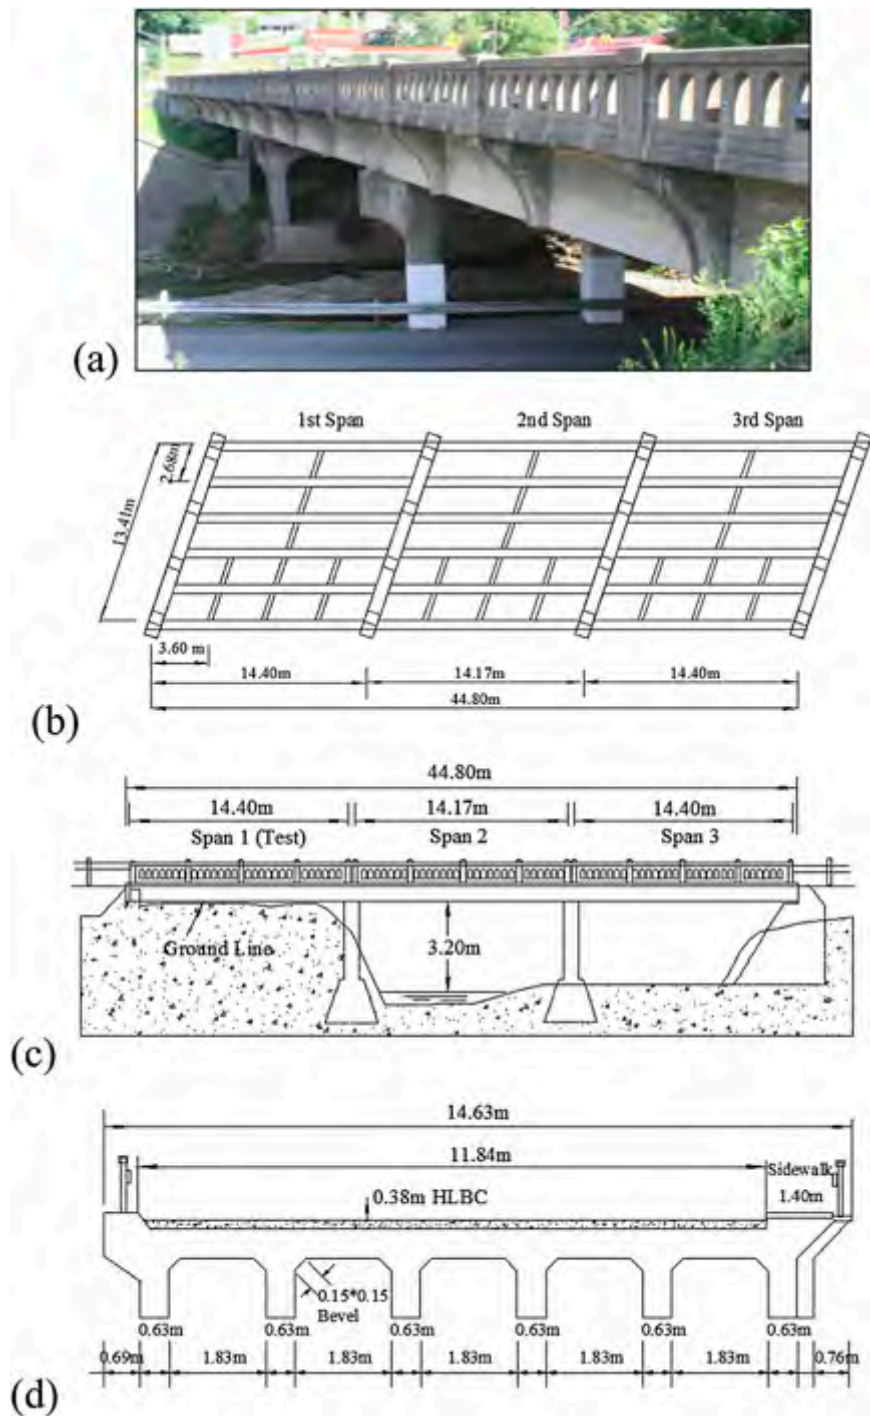 (a)
1st Span 2nd Span 3rd Span
2.68m
13.41m
3.60 m
14.40m 14.17m 14.40m
44.80m
(b)
44.80m
14.40m 14.17m 14.40m
Span 1 (Test) Span 2 Span 3
Ground Line
3.20m
(c)
14.63m
11.84m
Sidewalk
0.38m HLBC 1.40m
0.15*0.15
Bevel
0.63m 0.63m 0.63m 0.63m 0.63m 0.63m
0.69m 1.83m 1.83m 1.83m 1.83m 1.83m 0.76m
(d)